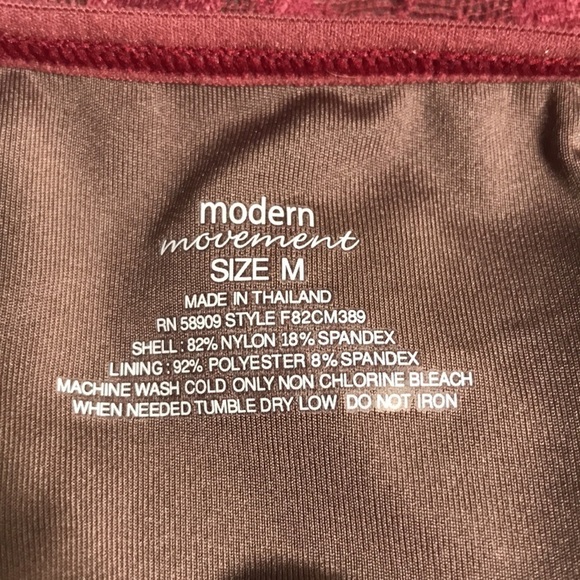 modern
movement
SIZE M
MADE IN THAILAND
RN 58909 STYLE F82CM389
SHELL : 82% NYLON 18% SPANDEX
LINING : 92% POLYESTER 8% SPANDEX
MACHINE WASH COLD ONLY NON CHLORINE BLEACH
WHEN NEEDED TUMBLE DRY LOW DO NOT IRON